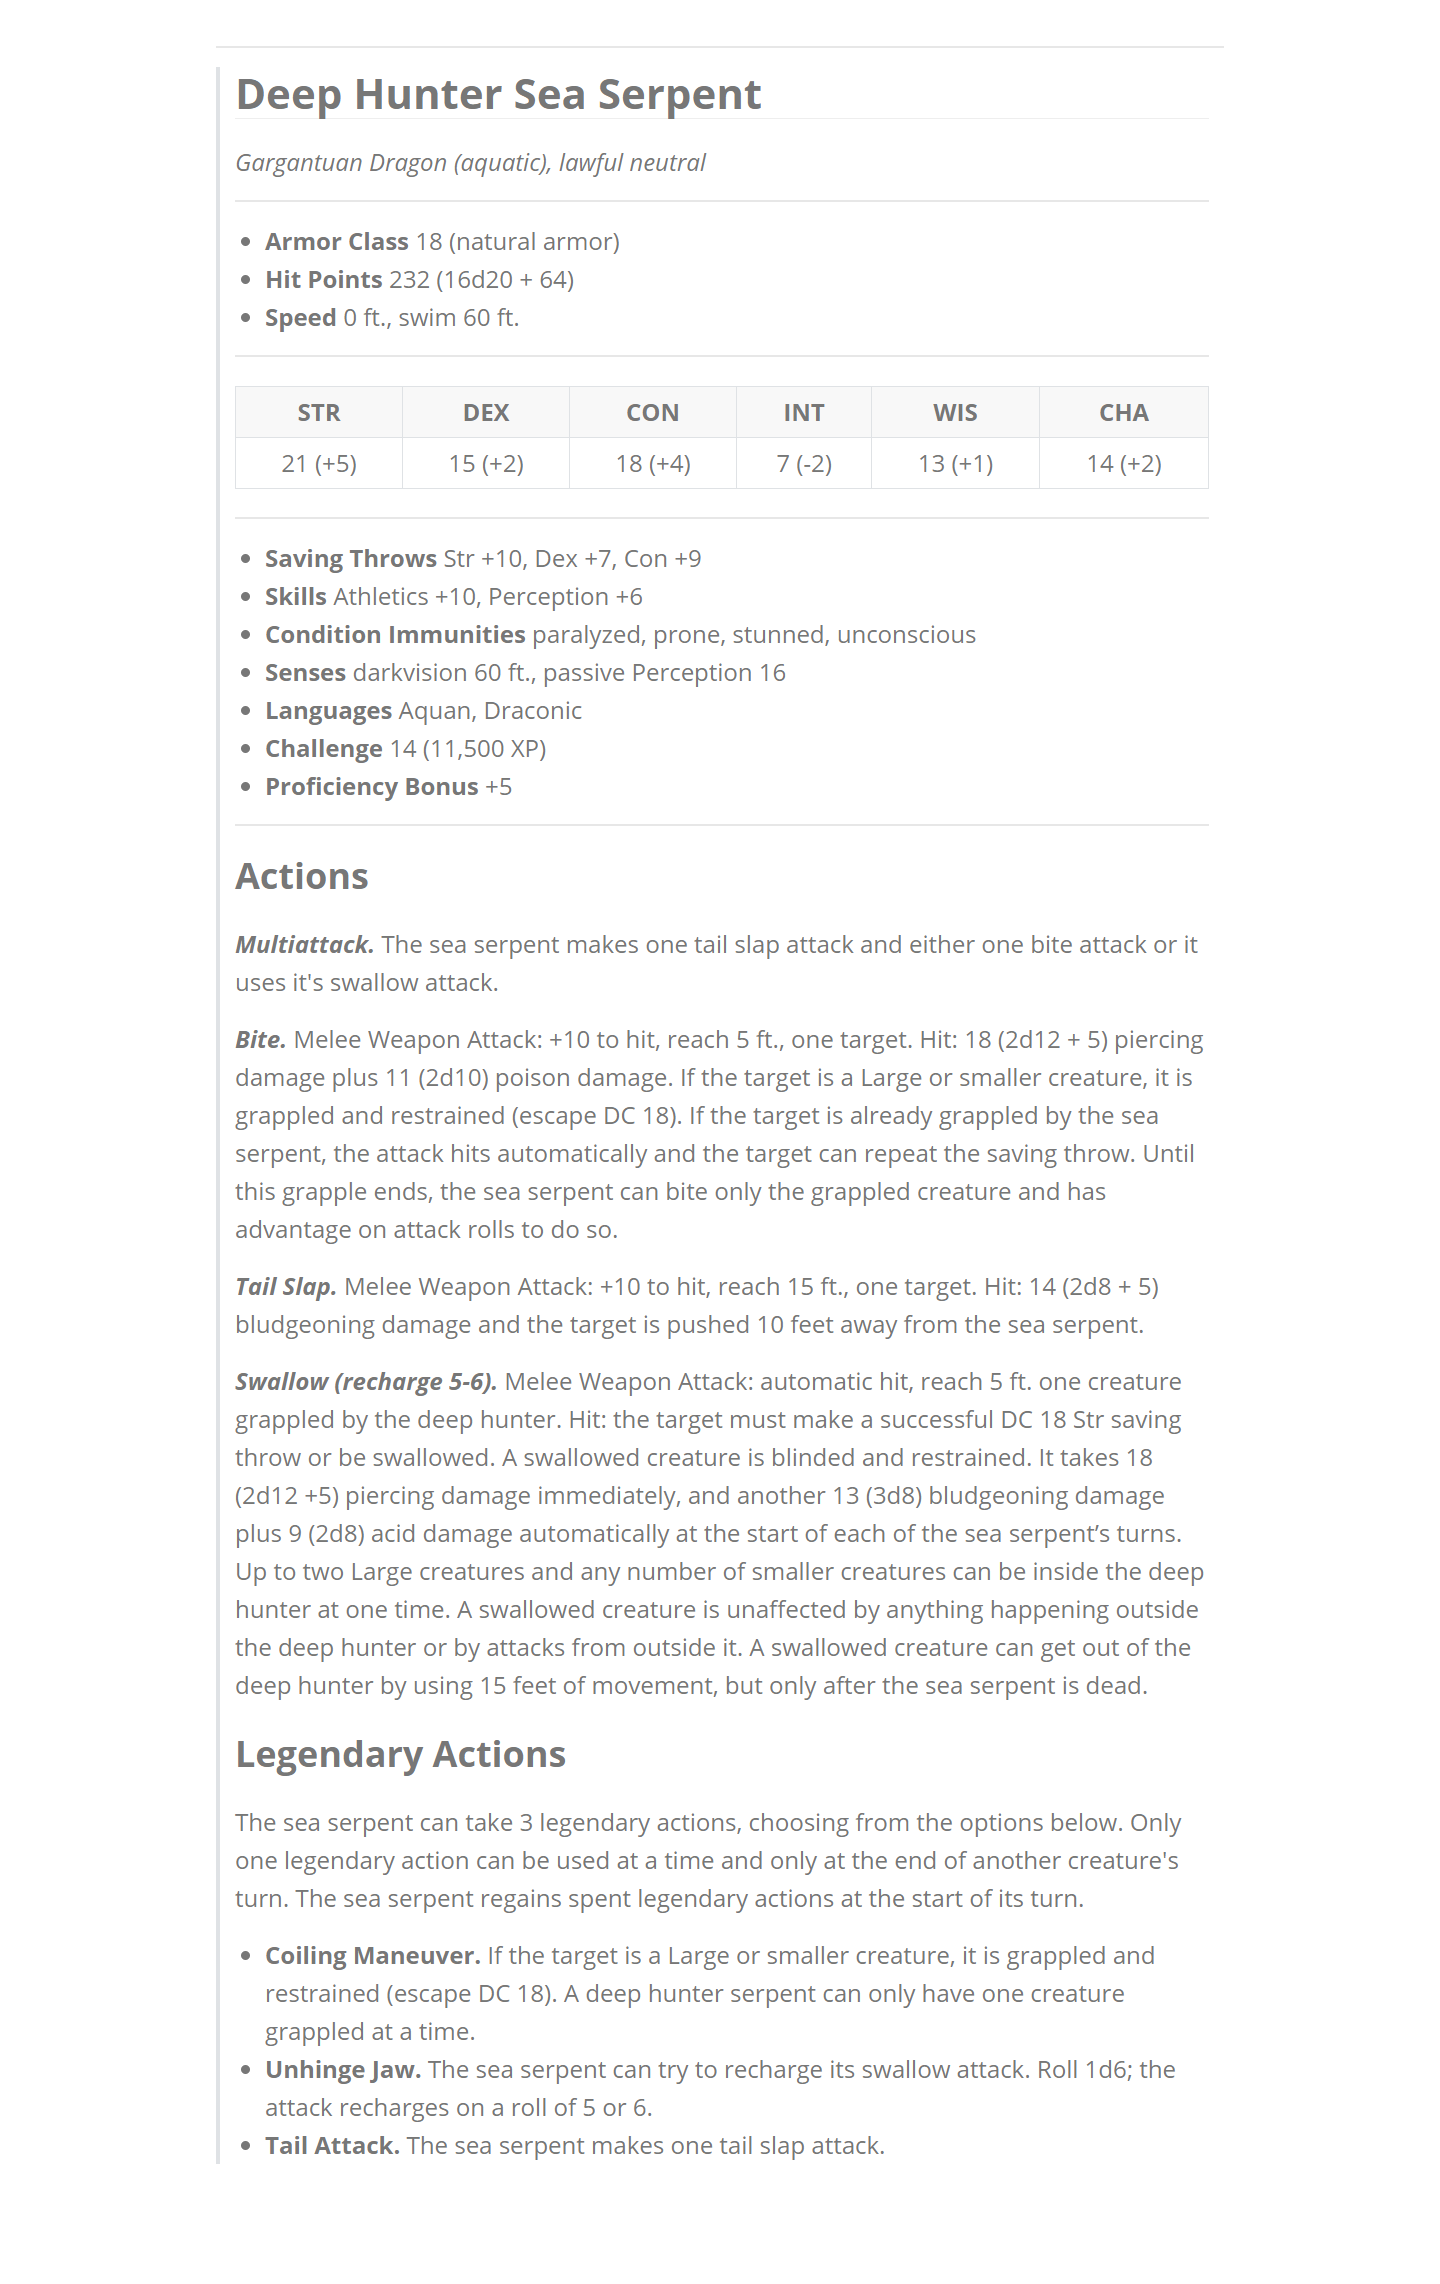 Deep Hunter Sea Serpent
Gargantuan Dragon (aquatic), lawful neutral
• Armor Class 18 (natural armor)
• Hit Points 232 (16d20 + 64)
• Speed 0 ft., swim 60 ft.
STR DEX CON INT WIS CHA
21 (+5) 15 (+2) 18 (+4) 7 (-2) 13 (+1) 14 (+2)
• Saving Throws Str +10, Dex +7, Con +9
• Skills Athletics +10, Perception +6
• Condition Immunities paralyzed, prone, stunned, unconscious
• Senses darkvision 60 ft., passive Perception 16
• Languages Aquan, Draconic
• Challenge 14 (11,500 XP)
• Proficiency Bonus +5
Actions
Multiattack. The sea serpent makes one tail slap attack and either one bite attack or it
uses it's swallow attack.
Bite. Melee Weapon Attack: +10 to hit, reach 5 ft., one target. Hit: 18 (2d12 + 5) piercing
damage plus 11 (2d10) poison damage. If the target is a Large or smaller creature, it is
grappled and restrained (escape DC 18). If the target is already grappled by the sea
serpent, the attack hits automatically and the target can repeat the saving throw. Until
this grapple ends, the sea serpent can bite only the grappled creature and has
advantage on attack rolls to do so.
Tail Slap. Melee Weapon Attack: +10 to hit, reach 15 ft., one target. Hit: 14 (2d8 + 5)
bludgeoning damage and the target is pushed 10 feet away from the sea serpent.
Swallow (recharge 5-6). Melee Weapon Attack: automatic hit, reach 5 ft. one creature
grappled by the deep hunter. Hit: the target must make a successful DC 18 Str saving
throw or be swallowed. A swallowed creature is blinded and restrained. It takes 18
(2d12 +5) piercing damage immediately, and another 13 (3d8) bludgeoning damage
plus 9 (2d8) acid damage automatically at the start of each of the sea serpent’s turns.
Up to two Large creatures and any number of smaller creatures can be inside the deep
hunter at one time. A swallowed creature is unaffected by anything happening outside
the deep hunter or by attacks from outside it. A swallowed creature can get out of the
deep hunter by using 15 feet of movement, but only after the sea serpent is dead.
Legendary Actions
The sea serpent can take 3 legendary actions, choosing from the options below. Only
one legendary action can be used at a time and only at the end of another creature's
turn. The sea serpent regains spent legendary actions at the start of its turn.
• Coiling Maneuver. If the target is a Large or smaller creature, it is grappled and
restrained (escape DC 18). A deep hunter serpent can only have one creature
grappled at a time.
• Unhinge Jaw. The sea serpent can try to recharge its swallow attack. Roll 1d6; the
attack recharges on a roll of 5 or 6.
• Tail Attack. The sea serpent makes one tail slap attack.